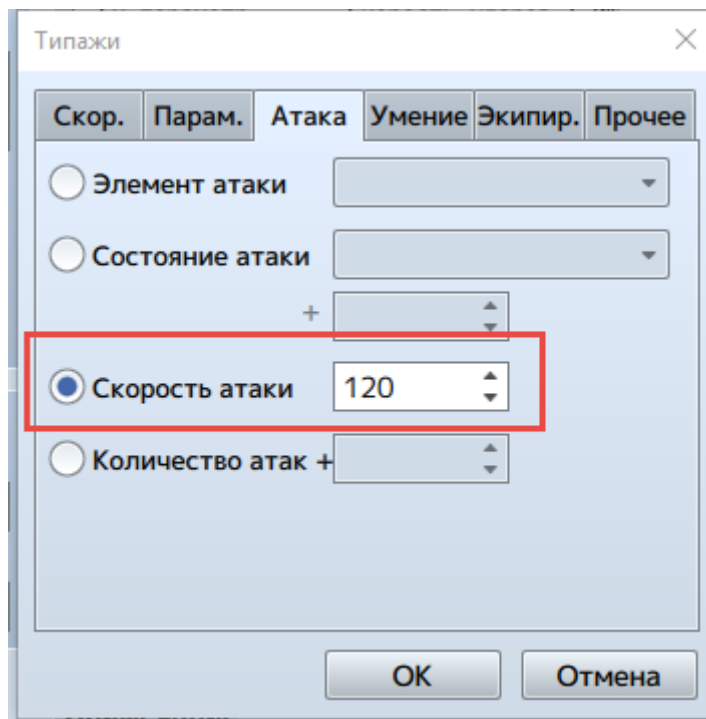 Типажи
Скор. Парам. Атака Умение Экипир. Прочее
Элемент атаки
Состояние атаки
+
Скорость атаки 120
Количество атак +
OK Отмена